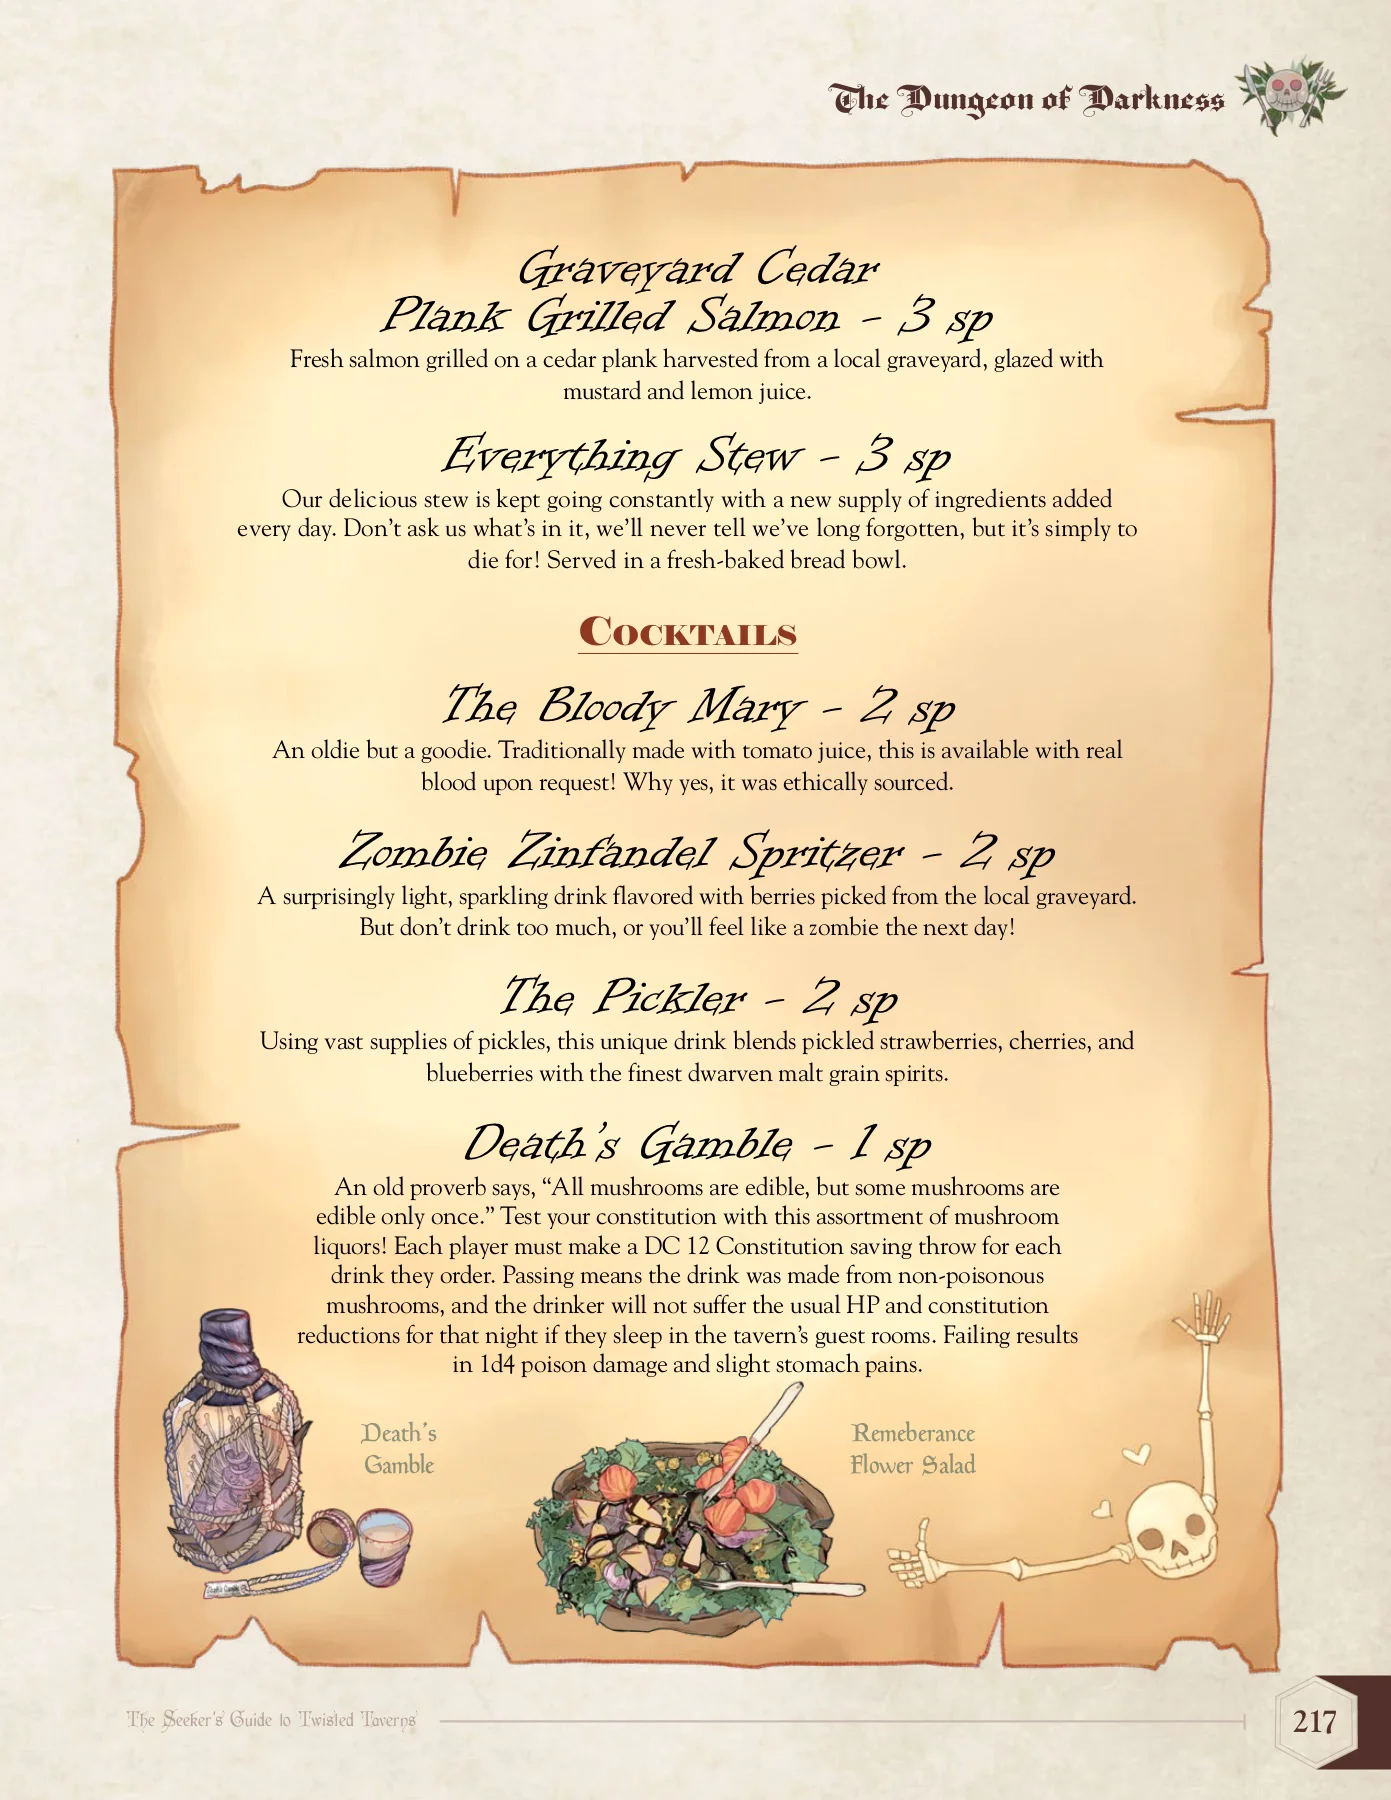 The Dungeon of Darkness
Graveyard Cedar
Plank Grilled Salmon - 3 sp
Fresh salmon grilled on a cedar plank harvested from a local graveyard, glazed with
mustard and lemon juice.
Everything Stew - 3 sp
Our delicious stew is kept going constantly with a new supply of ingredients added
every day. Don't ask us what's in it, we'll never tell we've long forgotten, but it's simply to
die for! Served in a fresh-baked bread bowl.
Cocktails
The Bloody Mary - 2 sp
An oldie but a goodie. Traditionally made with tomato juice, this is available with real
blood upon request! Why yes, it was ethically sourced.
Zombie Zinfandel Spritzer - 2 sp
A surprisingly light, sparkling drink flavored with berries picked from the local graveyard.
But don't drink too much, or you'll feel like a zombie the next day!
The Pickler - 2 sp
Using vast supplies of pickles, this unique drink blends pickled strawberries, cherries, and
blueberries with the finest dwarven malt grain spirits.
Death's Gamble - 1 sp
An old proverb says, “All mushrooms are edible, but some mushrooms are
edible only once.” Test your constitution with this assortment of mushroom
liquors! Each player must make a DC 12 Constitution saving throw for each
drink they order. Passing means the drink was made from non-poisonous
mushrooms, and the drinker will not suffer the usual HP and constitution
reductions for that night if they sleep in the tavern's guest rooms. Failing results
in 1d4 poison damage and slight stomach pains.
Death's
Gamble
Remeberance
Flower Salad
Death's Gamble
The Seeker's Guide to Twisted Taverns
217